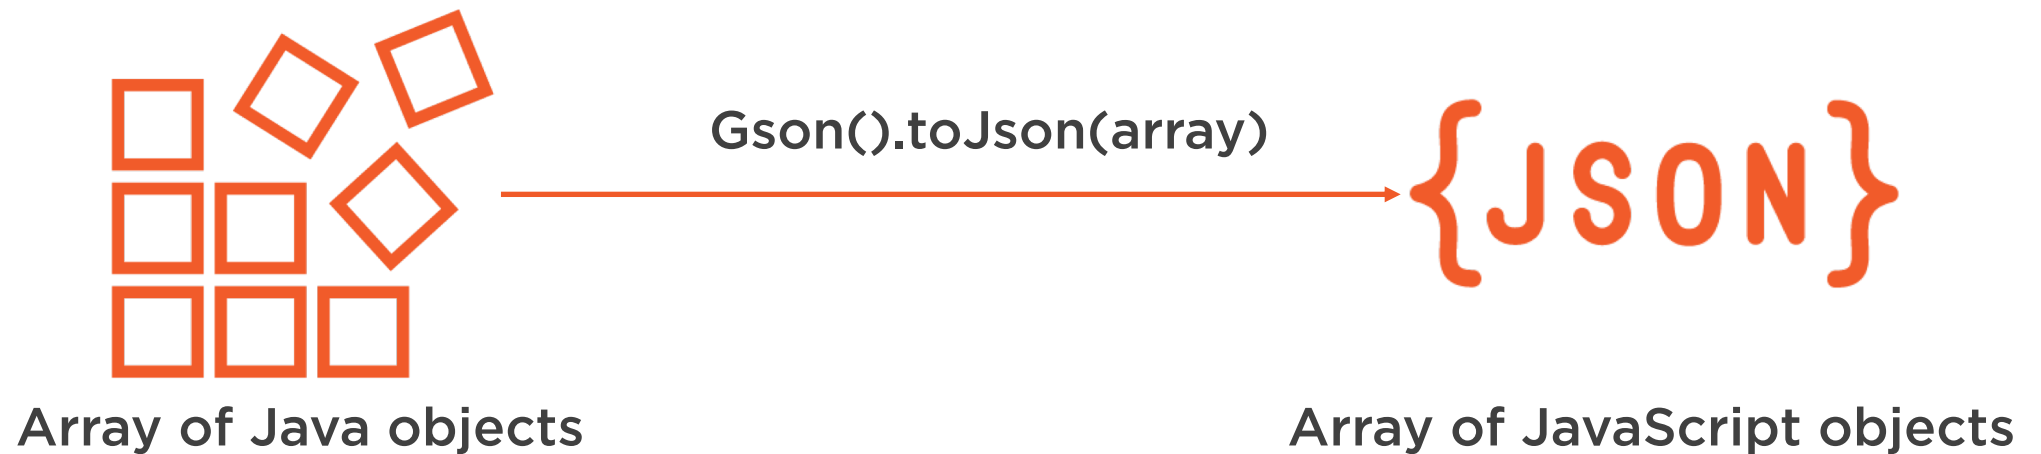 Gson().toJson(array)
{JSON}
Array of Java objects
Array of JavaScript objects